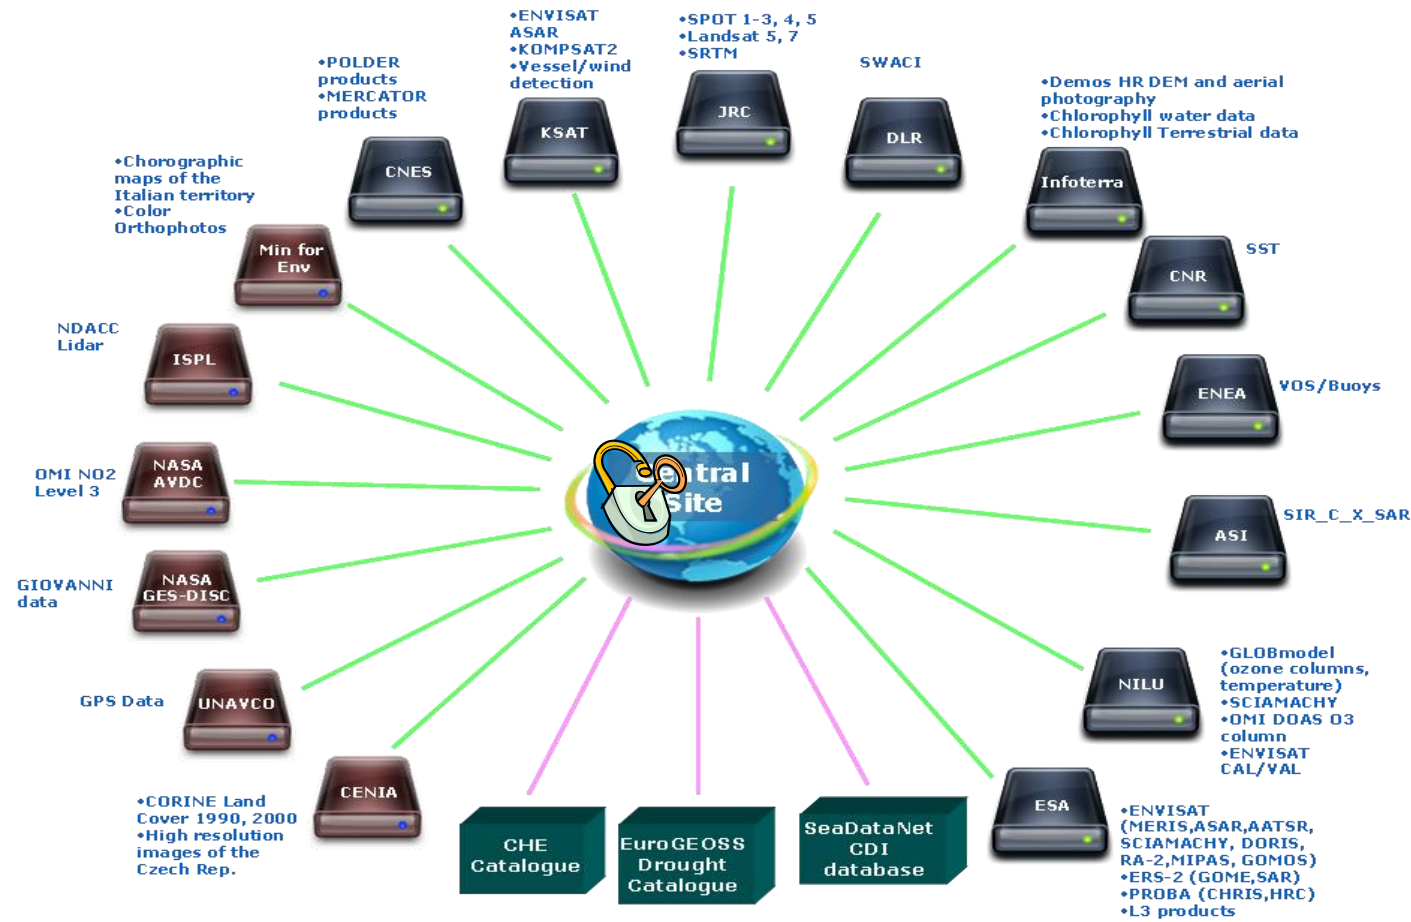 •ENVISAT
ASAR
•KOMPSAT2
•Vessel/wind
detection
KSAT
•SPOT 1-3, 4, 5
•Landsat 5, 7
•SRTM
JRC
SWACI
DLR
•POLDER
products
•MERCATOR
products
CNES
•Demos HR DEM and aerial
photography
•Chlorophyll water data
•Chlorophyll Terrestrial data
Infoterra
•Chorographic
maps of the
Italian territory
•Color
Orthophotos
Min for
Env
SST
CNR
NDACC
Lidar
ISPL
ENEA
VOS/Buoys
OMI NO2
Level 3
NASA
AVDC
Central
Site
SIR_C_X_SAR
ASI
GIOVANNI
data
NASA
GES-DISC
GPS Data
UNAVCO
NILU
•GLOBmodel
(ozone columns,
temperature)
•SCIAMACHY
•OMI DOAS O3
column
•ENVISAT
CAL/VAL
•CORINE Land
Cover 1990, 2000
•High resolution
images of the
Czech Rep.
CENIA
CHE
Catalogue
EuroGEOSS
Drought
Catalogue
SeaDataNet
CDI
database
ESA
•ENVISAT
(MERIS,ASAR,AATSR,
SCIAMACHY, DORIS,
RA-2,MIPAS, GOMOS)
•ERS-2 (GOME,SAR)
•PROBA (CHRIS,HRC)
•L3 products